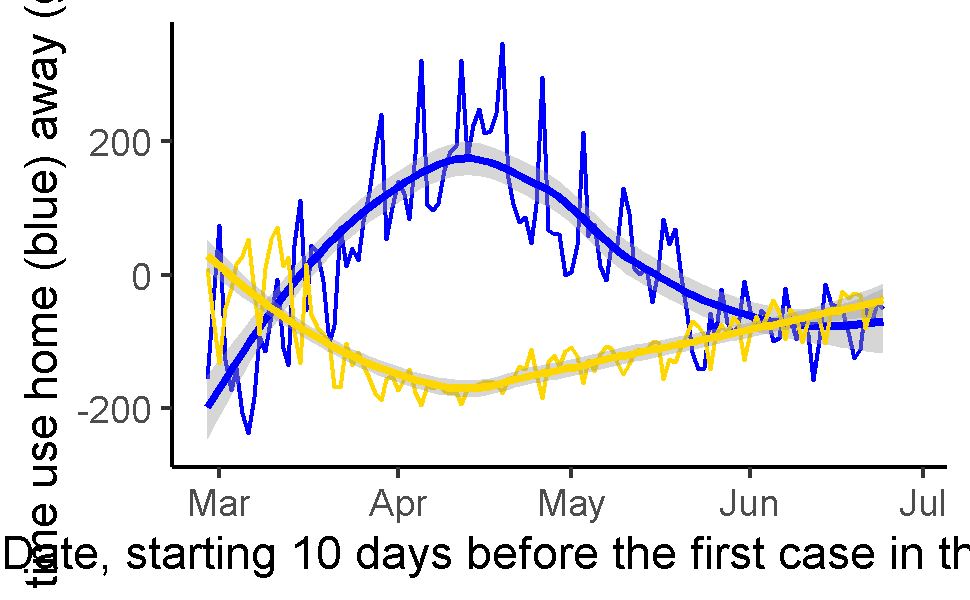 time use home (blue) away (
200
0
-200
Mar Apr May Jun Jul
Date, starting 10 days before the first case in th